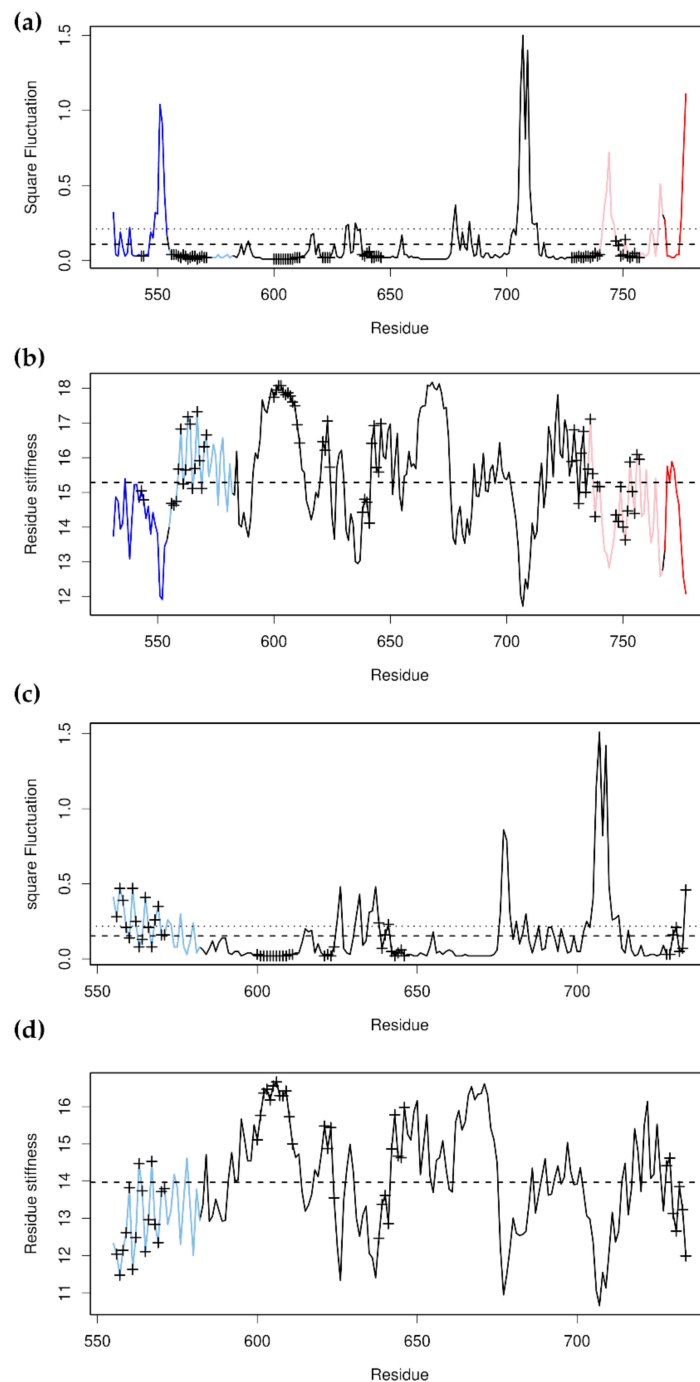 (a)
Square Fluctuation
1.5
1.0
0.5
0.0
550 600 650 700 750
Residue
(b)
Residue stiffness
18
17
16
15
14
13
12
550 600 650 700 750
Residue
(c)
square Fluctuation
1.5
1.0
0.5
0.0
550 600 650 700
Residue
(d)
Residue stiffness
16
15
14
13
12
11
550 600 650 700
Residue